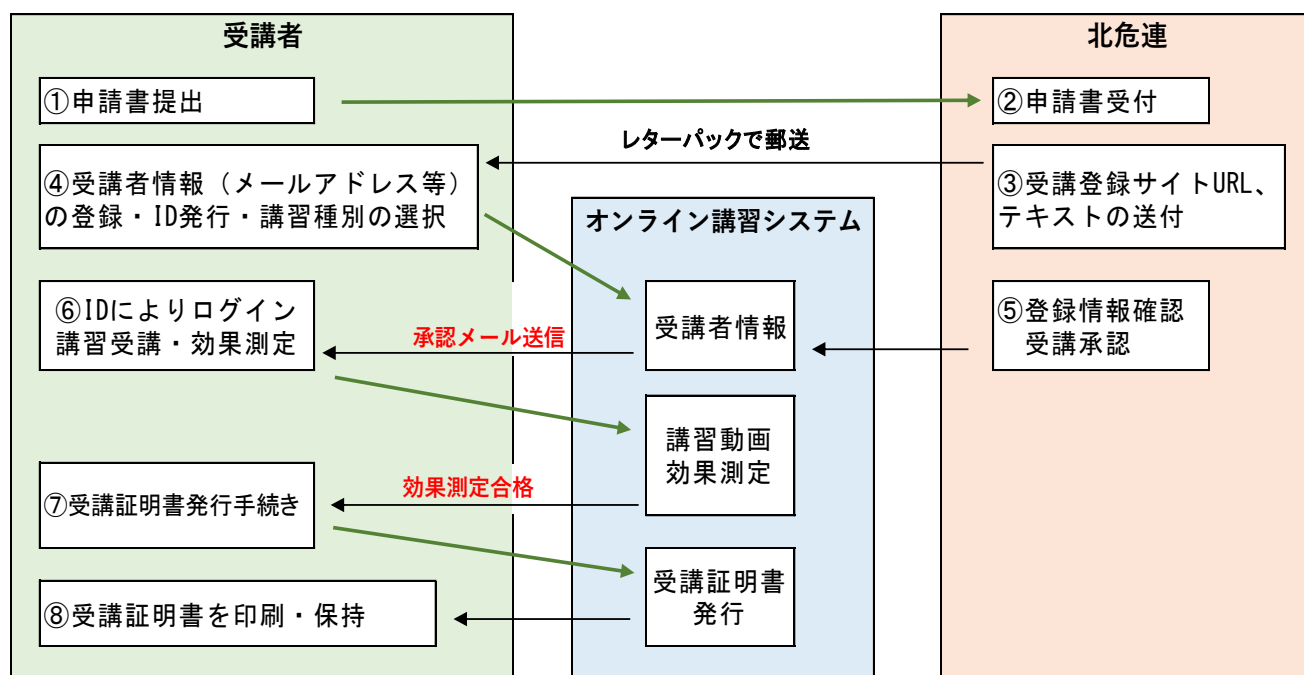 受講者
北危連
①申請書提出
②申請書受付
レターパックで郵送
④受講者情報（メールアドレス等）
の登録・ID発行・講習種別の選択
③受講登録サイトURL、
テキストの送付
オンライン講習システム
⑥IDによりログイン
講習受講・効果測定
承認メール送信
受講者情報
⑤登録情報確認
受講承認
講習動画
効果測定
効果測定合格
⑦受講証明書発行手続き
受講証明書
発行
⑧受講証明書を印刷・保持